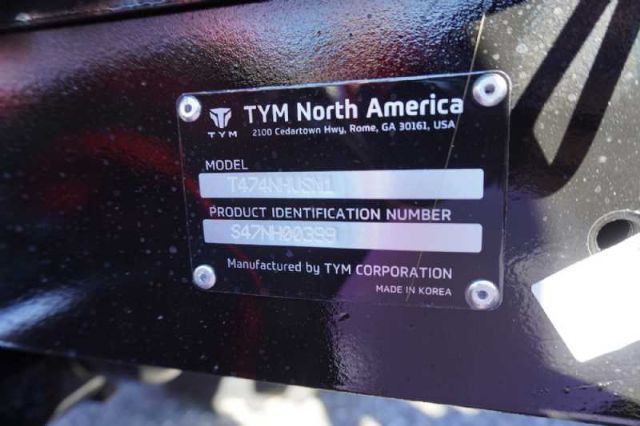 TYM North America
TYM
2100 Cedartown Hwy, Rome, GA 30161, USA
MODEL
T474NHUSN1
PRODUCT IDENTIFICATION NUMBER
S47NH00399
Manufactured by TYM CORPORATION
MADE IN KOREA